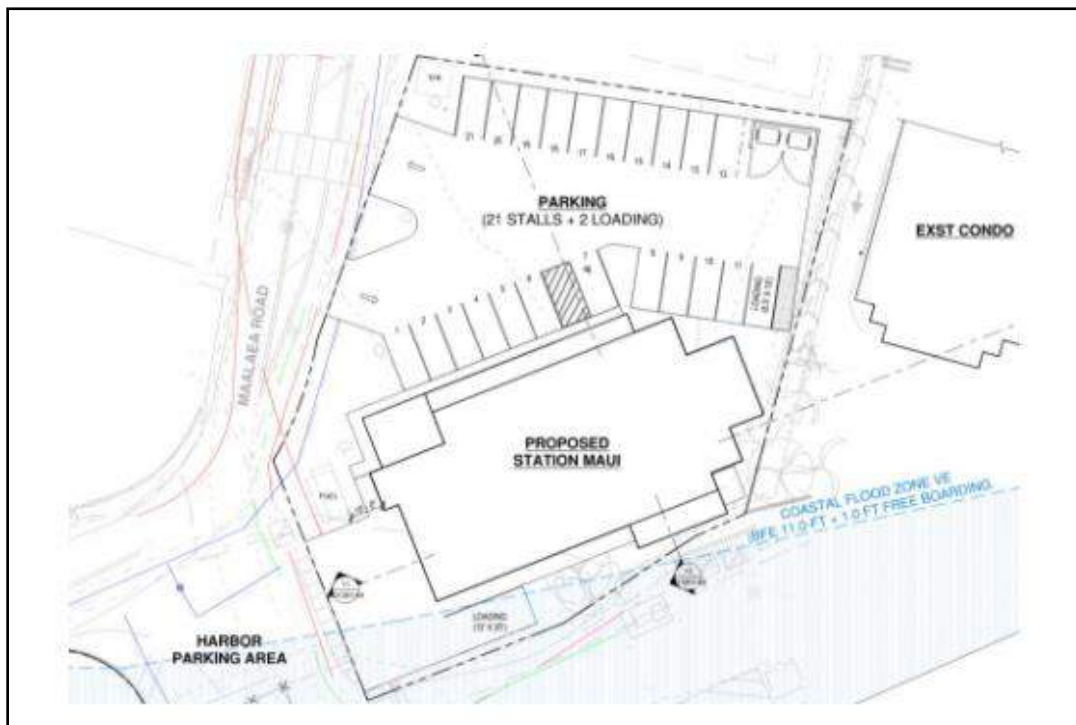 21
20
19
18
17
16
15
14
13
12
PARKING
(21 STALLS + 2 LOADING)
EXST CONDO
7
6
5
4
3
2
1
8
9
10
11
LOADING
MAALAEA ROAD
PROPOSED
STATION MAUI
COASTAL FLOOD ZONE VE
BFE 11.0 FT + 1.0 FT FREE BOARDING
LOADING
HARBOR
PARKING AREA